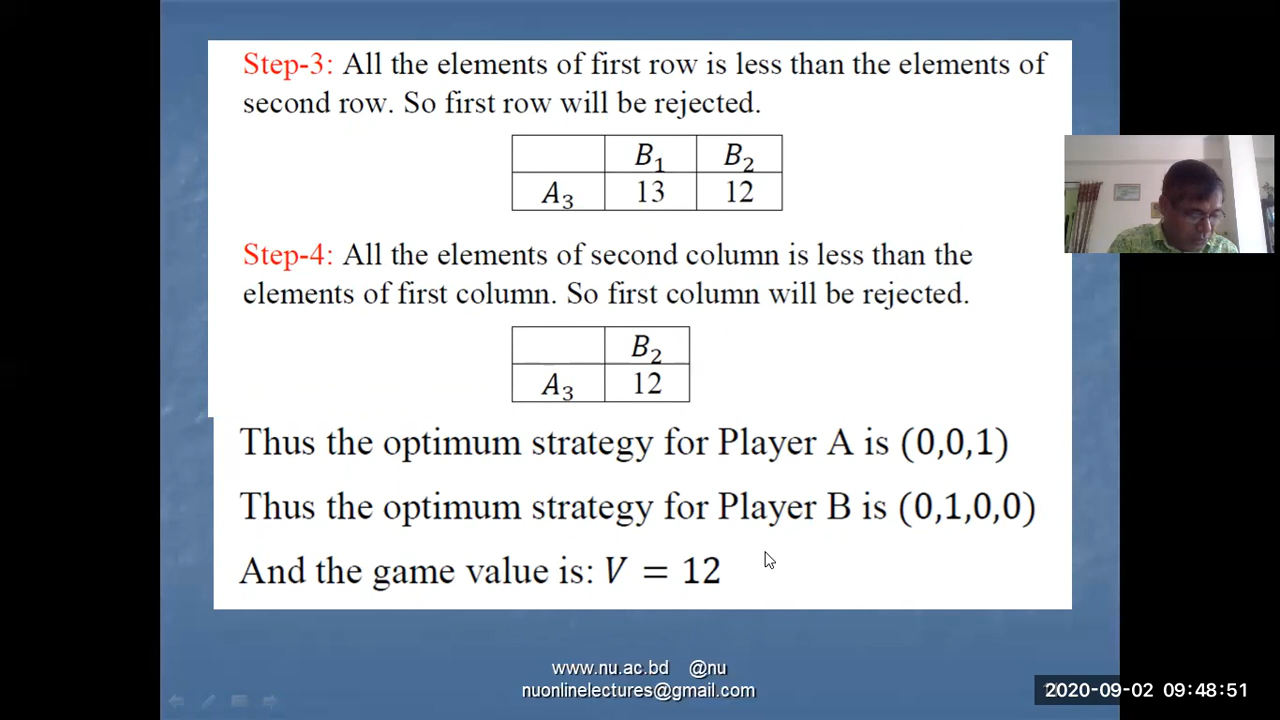 Step-3: All the elements of first row is less than the elements of
second row. So first row will be rejected.
B₁ B₂
A₃ 13 12
Step-4: All the elements of second column is less than the
elements of first column. So first column will be rejected.
B₂
A₃ 12
Thus the optimum strategy for Player A is (0,0,1)
Thus the optimum strategy for Player B is (0,1,0,0)
And the game value is: V = 12
www.nu.ac.bd @nu
nuonlinelectures@gmail.com
2020-09-02 09:48:51